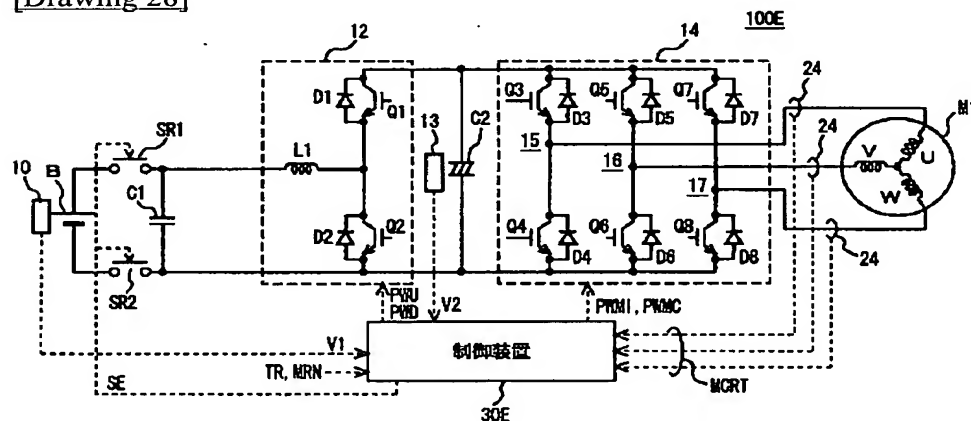 [Drawing 28]
100E
12
14
24
M1
D1
Q1
C2
Q3
D3
Q5
D5
Q7
D7
24
SR1
13
15
V
U
10
B
L1
16
W
C1
17
D2
Q2
Q4
D4
Q6
D6
Q8
D8
24
SR2
PWU
PWD
V2
PWMI, PWMC
V1
制御装置
TR, MRN
SE
MCRT
30E